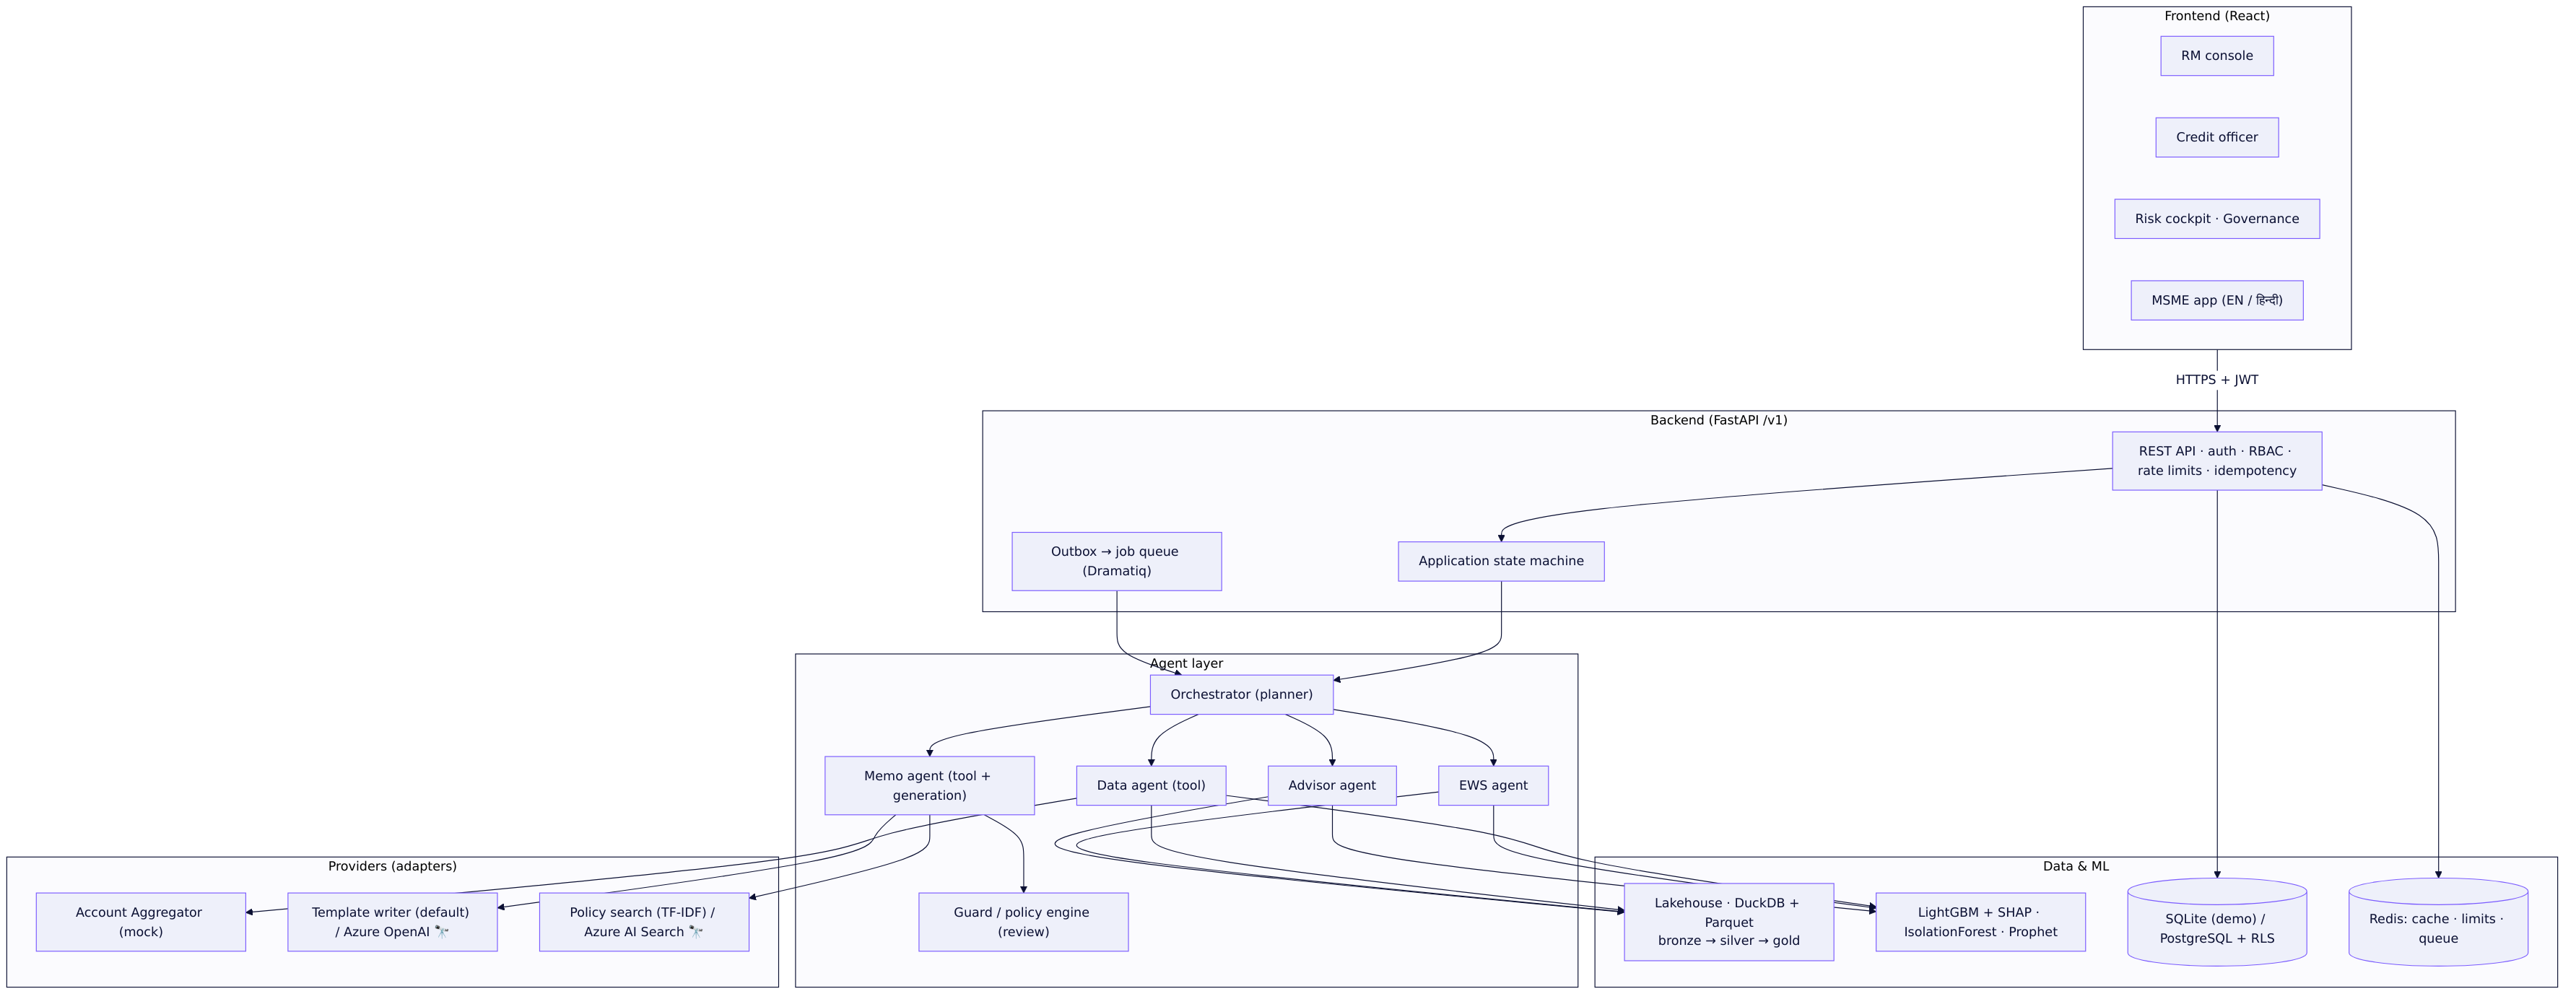 Frontend (React)
RM console
Credit officer
Risk cockpit · Governance
MSME app (EN / हिन्दी)
HTTPS + JWT
Backend (FastAPI /v1)
REST API · auth · RBAC ·
rate limits · idempotency
Outbox → job queue
(Dramatiq)
Application state machine
Agent layer
Orchestrator (planner)
Memo agent (tool +
generation)
Data agent (tool)
Advisor agent
EWS agent
Guard / policy engine
(review)
Providers (adapters)
Account Aggregator
(mock)
Template writer (default)
/ Azure OpenAI 🔭
Policy search (TF-IDF) /
Azure AI Search 🔭
Data & ML
Lakehouse · DuckDB +
Parquet
bronze → silver → gold
LightGBM + SHAP ·
IsolationForest · Prophet
SQLite (demo) /
PostgreSQL + RLS
Redis: cache · limits ·
queue